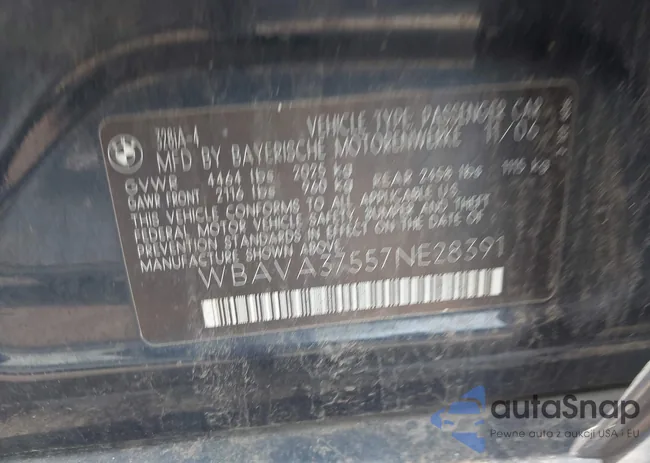 328iA-4 VEHICLE TYPE: PASSENGER CAR
MFD BY BAYERISCHE MOTORENWERKE 11/06
GVWR 4464 lbs 2025 kg
GAWR FRONT 2116 lbs 960 kg REAR 2458 lbs 1115 kg
THIS VEHICLE CONFORMS TO ALL APPLICABLE U.S.
FEDERAL MOTOR VEHICLE SAFETY, BUMPER AND THEFT
PREVENTION STANDARDS IN EFFECT ON THE DATE OF
MANUFACTURE SHOWN ABOVE.
WBAVA37557NE28391
autoSnap
Pewne auta z aukcji USA i EU